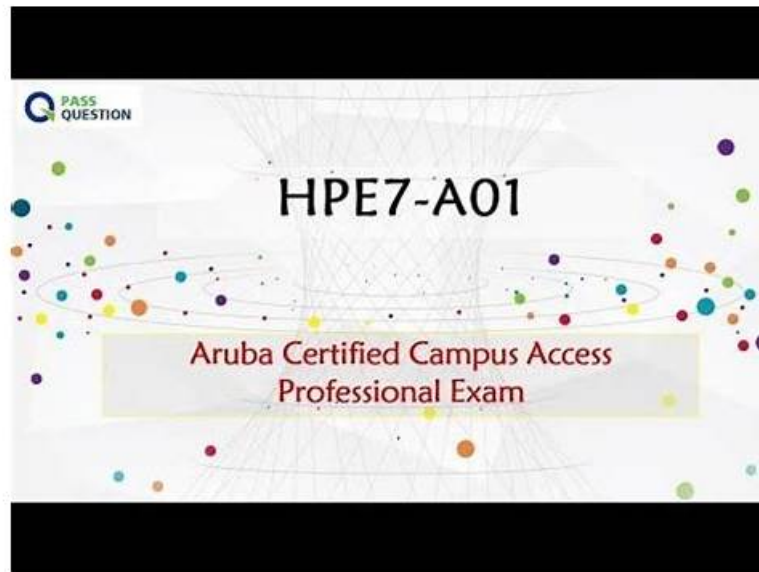 PASS
QUESTION
HPE7-A01
Aruba Certified Campus Access
Professional Exam